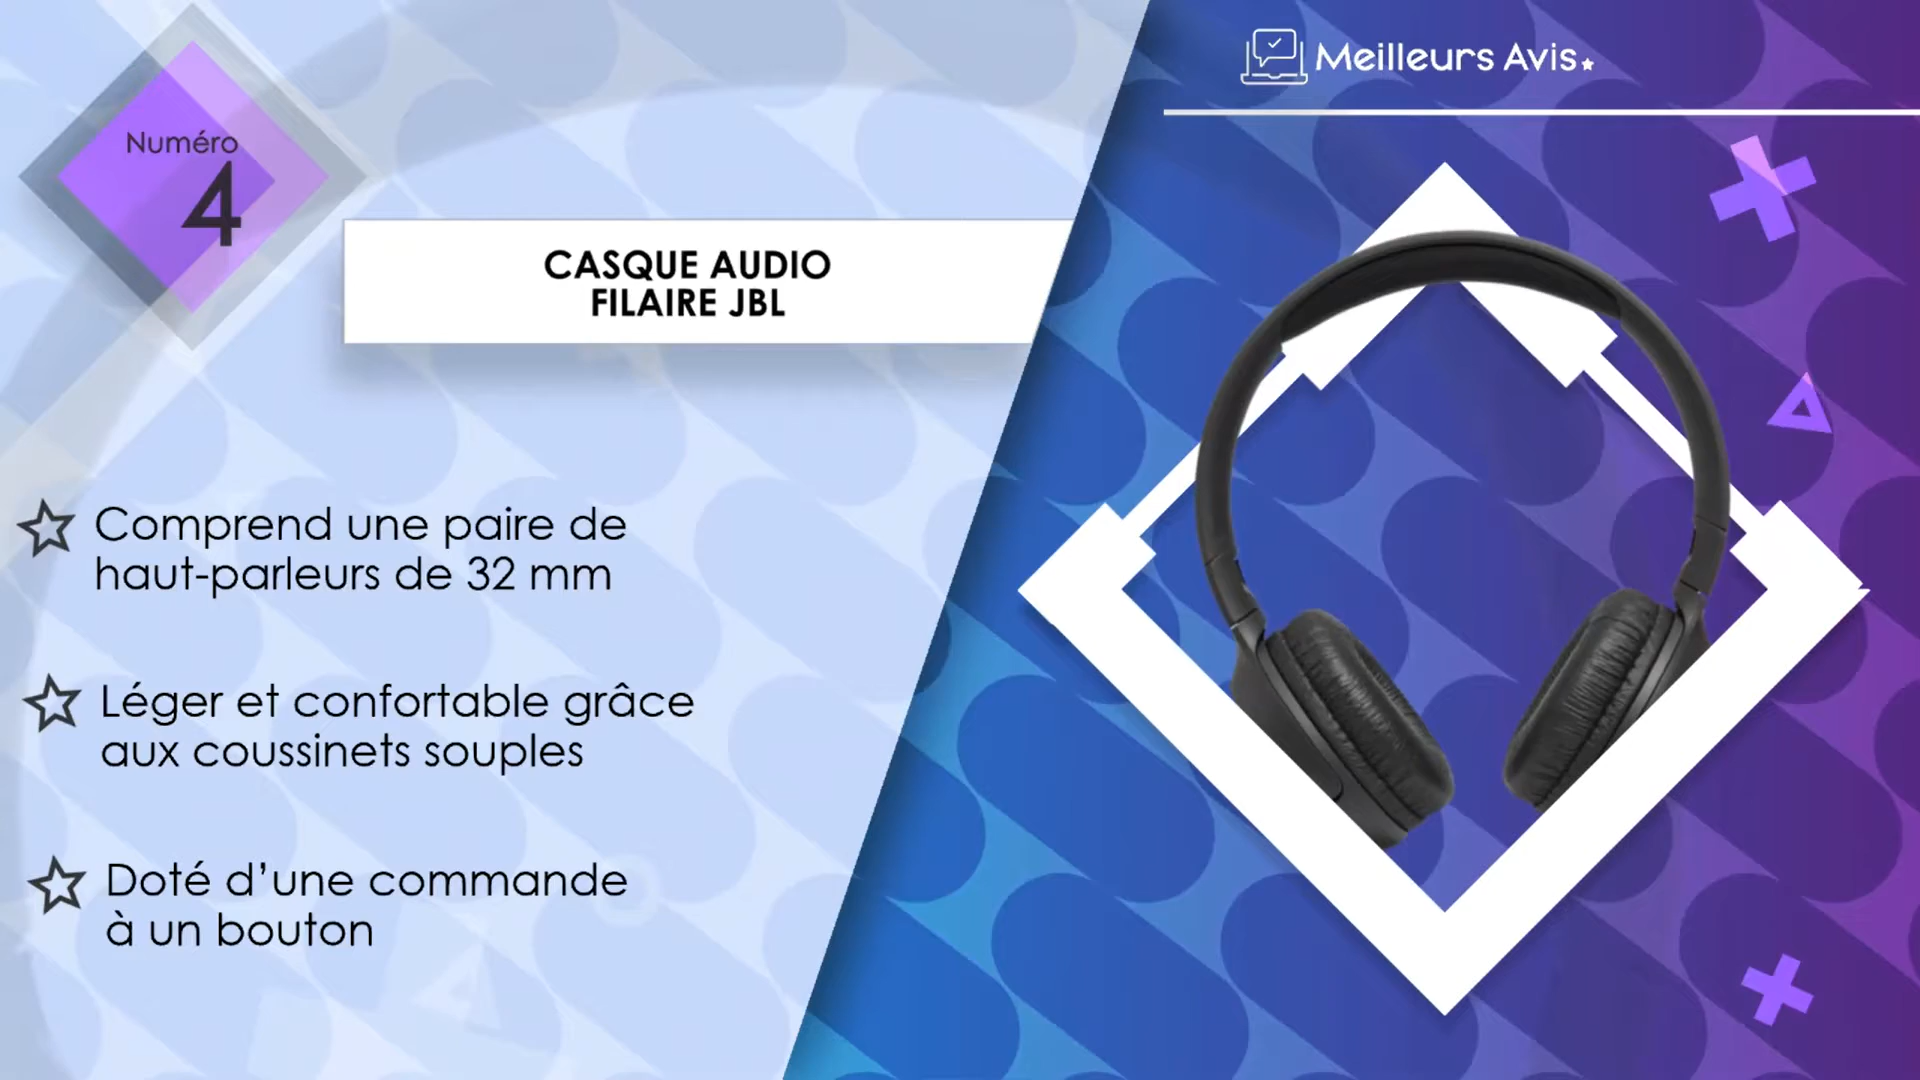 Numéro
4
Meilleurs Avis
CASQUE AUDIO
FILAIRE JBL
Comprend une paire de
haut-parleurs de 32 mm
Léger et confortable grâce
aux coussinets souples
Doté d’une commande
à un bouton